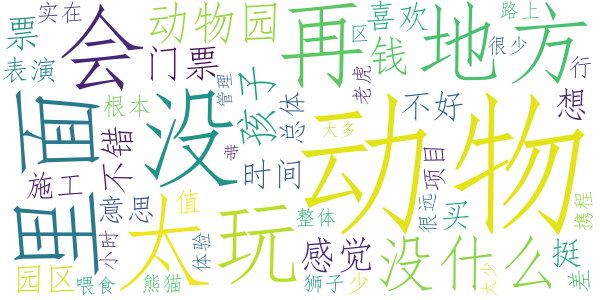 票
实在
会
动物园
再
喜欢
区
钱
路上
很少
地方
行
表演
门票
老虎
想
里面
根本
没
孩子
管理
总体
不好
太多
动物
不错
带
时间
项目
施工
意思
值
很远
买
携程
小时
太
体验
玩
整体
感觉
没什么
挺
差
园区
喂食
熊猫
狮子
少
太少